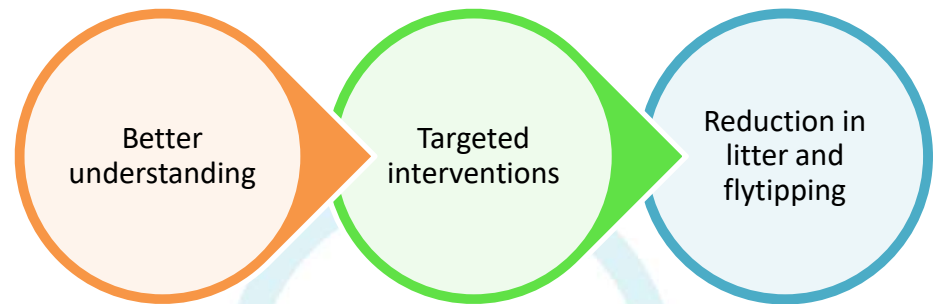 Better
understanding
Targeted
interventions
Reduction in
litter and
flytipping